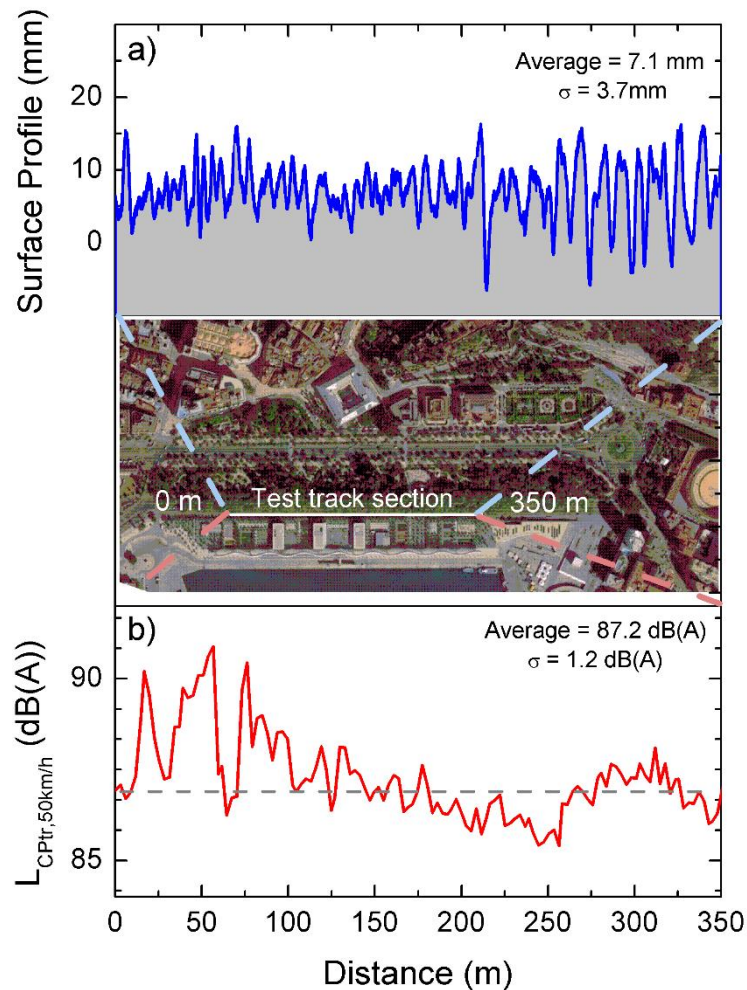 a)
Average = 7.1 mm
σ = 3.7mm
Surface Profile (mm)
20
10
0
0 m
Test track section
350 m
b)
Average = 87.2 dB(A)
σ = 1.2 dB(A)
L_CPtr,50km/h (dB(A))
90
85
0 50 100 150 200 250 300 350
Distance (m)